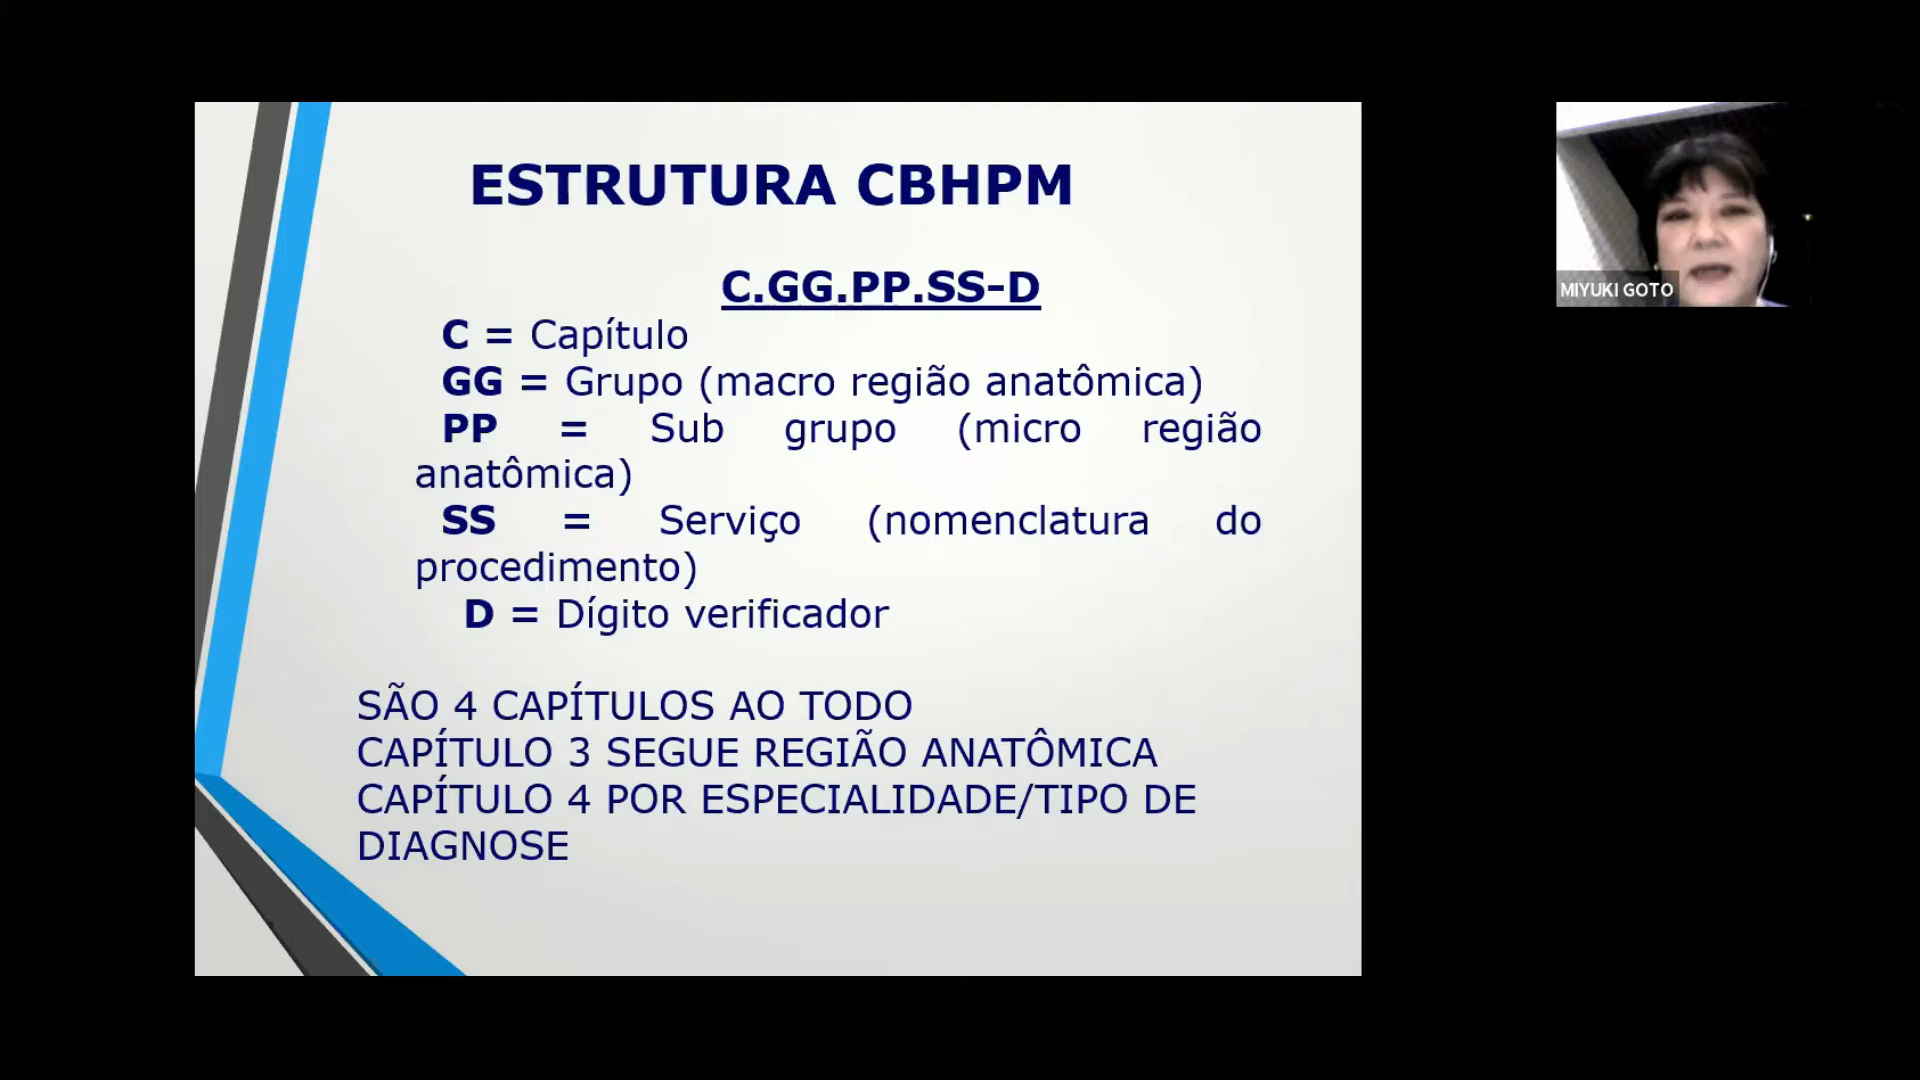 ESTRUTURA CBHPM
C.GG.PP.SS-D
C = Capítulo
GG = Grupo (macro região anatômica)
PP = Sub grupo (micro região
anatômica)
SS = Serviço (nomenclatura do
procedimento)
D = Dígito verificador
SÃO 4 CAPÍTULOS AO TODO
CAPÍTULO 3 SEGUE REGIÃO ANATÔMICA
CAPÍTULO 4 POR ESPECIALIDADE/TIPO DE
DIAGNOSE
MIYUKI GOTO